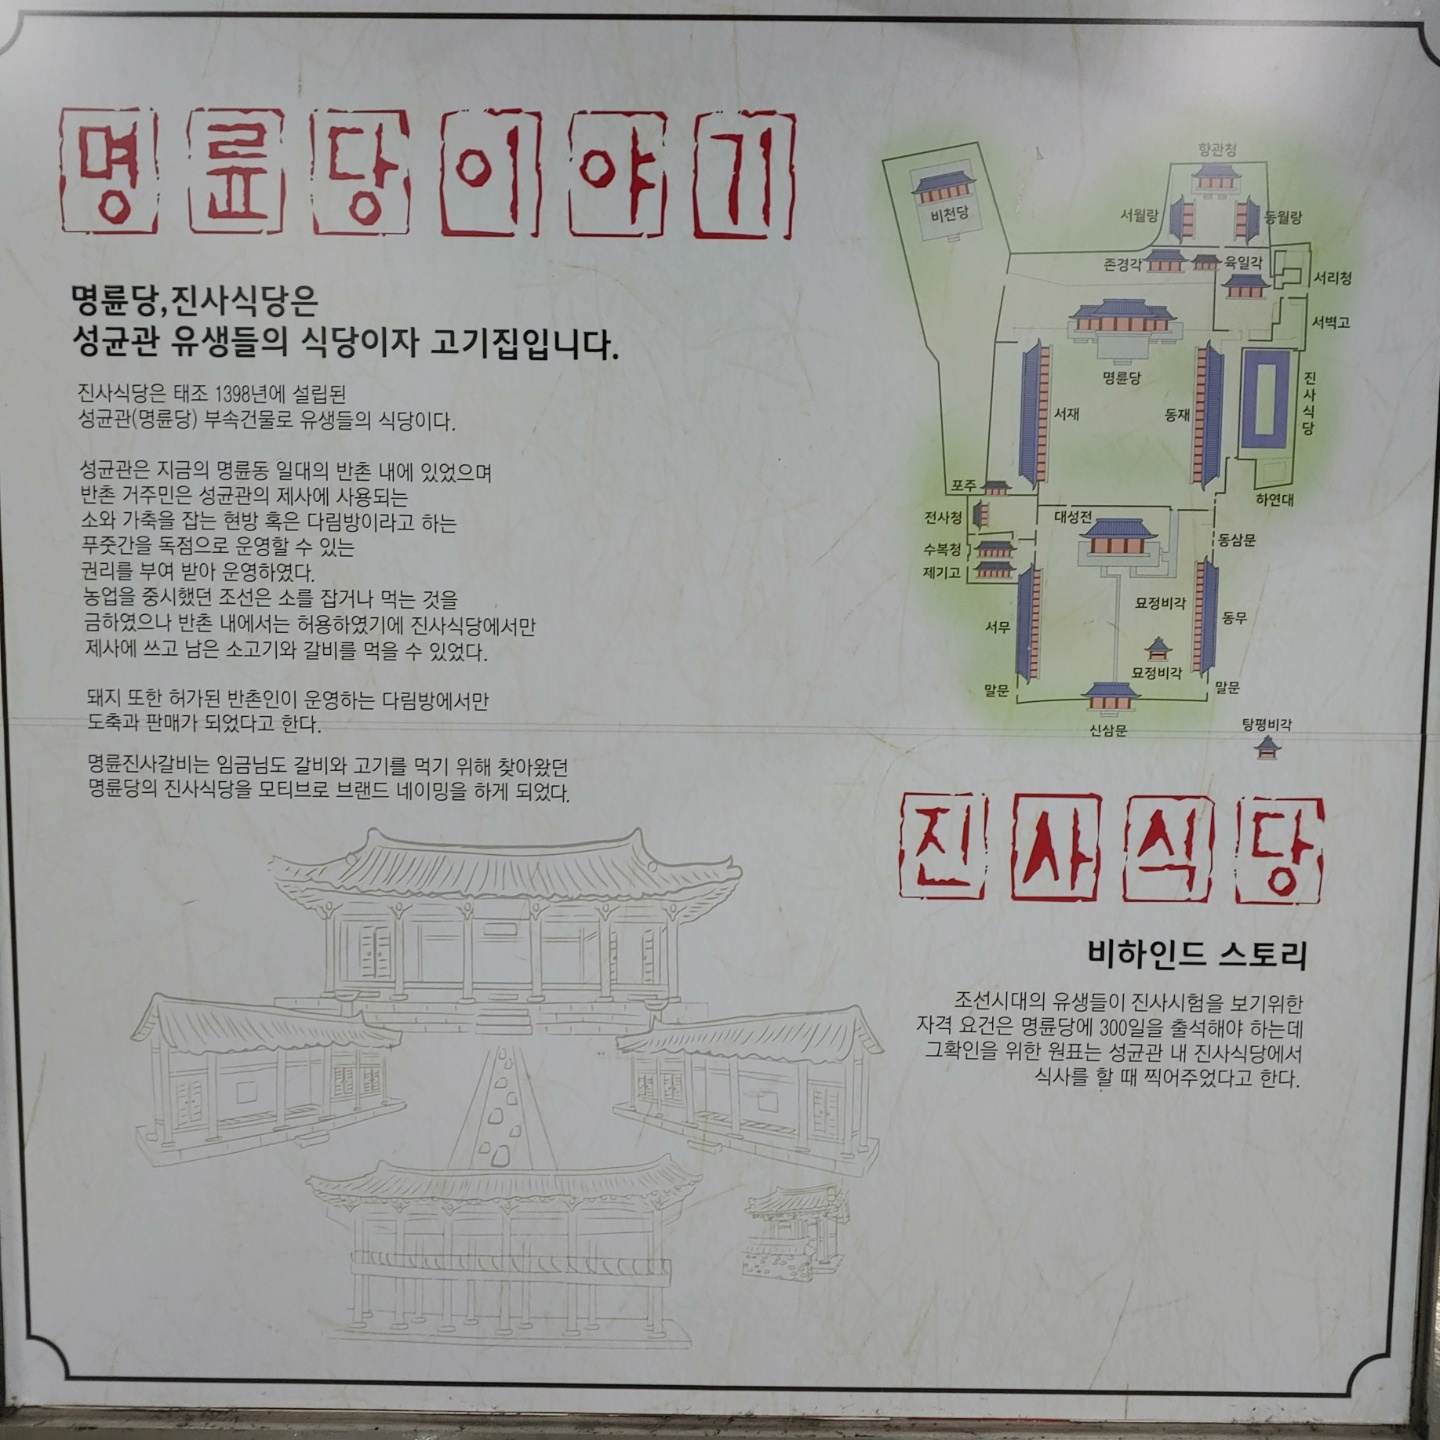 명륜당이야기
명륜당,진사식당은
성균관 유생들의 식당이자 고기집입니다.
진사식당은 태조 1398년에 설립된
성균관(명륜당) 부속건물로 유생들의 식당이다.
성균관은 지금의 명륜동 일대의 반촌 내에 있었으며
반촌 거주민은 성균관의 제사에 사용되는
소와 가축을 잡는 현방 혹은 다림방이라고 하는
푸줏간을 독점으로 운영할 수 있는
권리를 부여 받아 운영하였다.
농업을 중시했던 조선은 소를 잡거나 먹는 것을
금하였으나 반촌 내에서는 허용하였기에 진사식당에서만
제사에 쓰고 남은 소고기와 갈비를 먹을 수 있었다.
돼지 또한 허가된 반촌인이 운영하는 다림방에서만
도축과 판매가 되었다고 한다.
명륜진사갈비는 임금님도 갈비와 고기를 먹기 위해 찾아왔던
명륜당의 진사식당을 모티브로 브랜드 네이밍을 하게 되었다.
향관청
비천당
서월랑
동월랑
존경각
육일각
서리청
서벽고
명륜당
진사식당
서재
동재
포주
하연대
전사청
대성전
동삼문
수복청
제기고
묘정비각
서무
동무
묘정비각
말문
말문
신삼문
탕평비각
진사식당
비하인드 스토리
조선시대의 유생들이 진사시험을 보기위한
자격 요건은 명륜당에 300일을 출석해야 하는데
그확인을 위한 원표는 성균관 내 진사식당에서
식사를 할 때 찍어주었다고 한다.